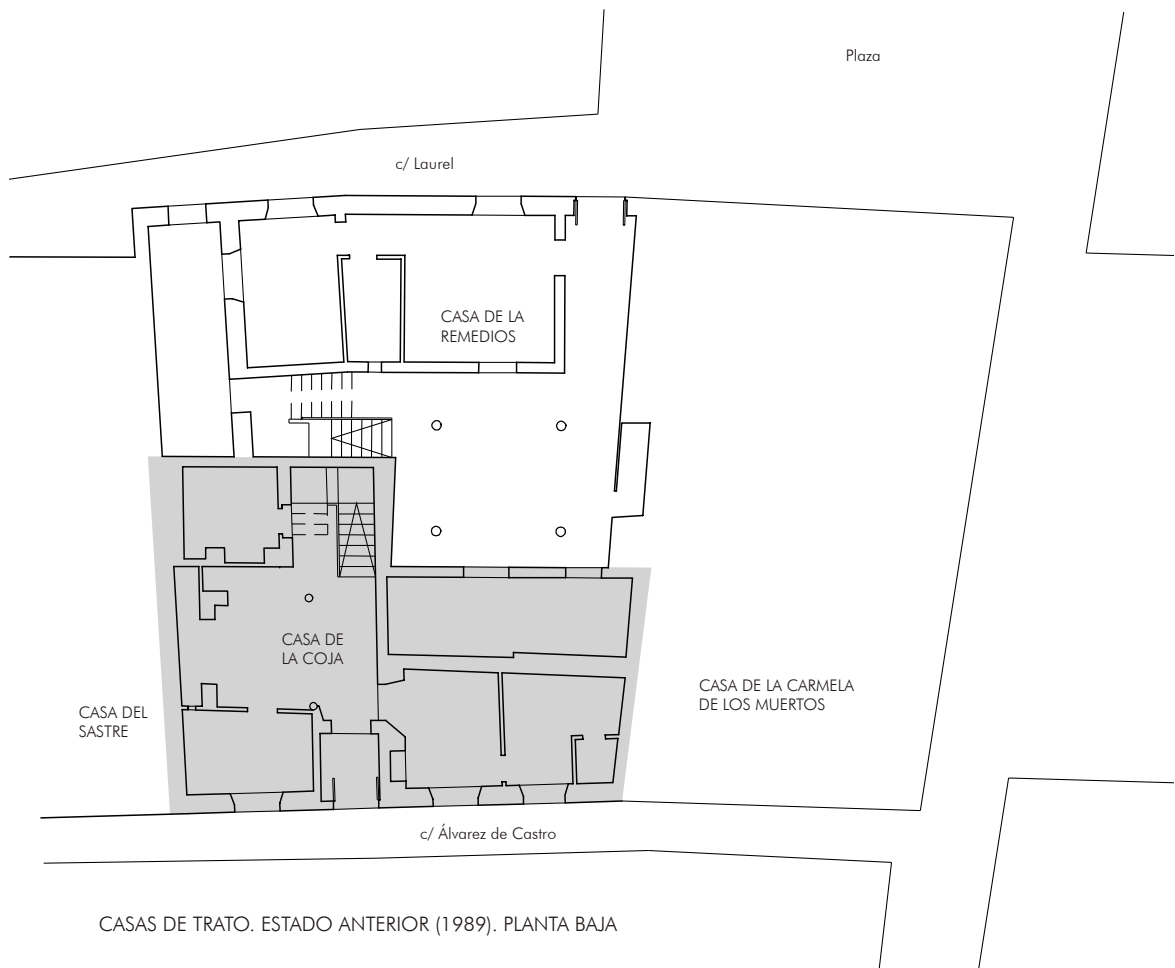 Plaza
c/ Laurel
CASA DE LA
REMEDIOS
CASA DE
LA COJA
CASA DE LA CARMELA
DE LOS MUERTOS
CASA DEL
SASTRE
c/ Álvarez de Castro
CASAS DE TRATO. ESTADO ANTERIOR (1989). PLANTA BAJA